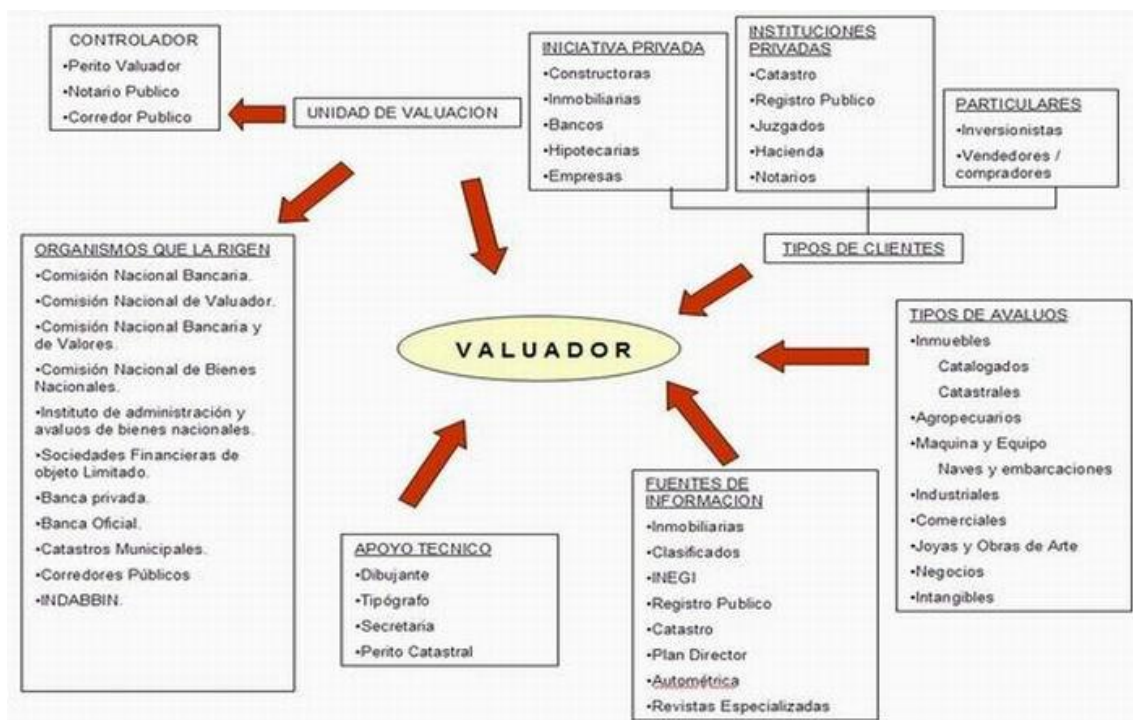 CONTROLADOR
•Perito Valuador
•Notario Publico
•Corredor Publico
UNIDAD DE VALUACION
INICIATIVA PRIVADA
•Constructoras
•Inmobiliarias
•Bancos
•Hipotecarias
•Empresas
INSTITUCIONES
PRIVADAS
•Catastro
•Registro Publico
•Juzgados
•Hacienda
•Notarios
PARTICULARES
•Inversionistas
•Vendedores /
compradores
TIPOS DE CLIENTES
ORGANISMOS QUE LA RIGEN
•Comisión Nacional Bancaria.
•Comisión Nacional de Valuador.
•Comisión Nacional Bancaria y
de Valores.
•Comisión Nacional de Bienes
Nacionales.
•Instituto de administración y
avaluos de bienes nacionales.
•Sociedades Financieras de
objeto Limitado.
•Banca privada.
•Banca Oficial.
•Catastros Municipales.
•Corredores Públicos
•INDABBIN.
VALUADOR
TIPOS DE AVALUOS
•Inmuebles
Catalogados
Catastrales
•Agropecuarios
•Maquina y Equipo
Naves y embarcaciones
•Industriales
•Comerciales
•Joyas y Obras de Arte
•Negocios
•Intangibles
APOYO TECNICO
•Dibujante
•Tipógrafo
•Secretaria
•Perito Catastral
FUENTES DE
INFORMACION
•Inmobiliarias
•Clasificados
•INEGI
•Registro Publico
•Catastro
•Plan Director
•Autométrica
•Revistas Especializadas